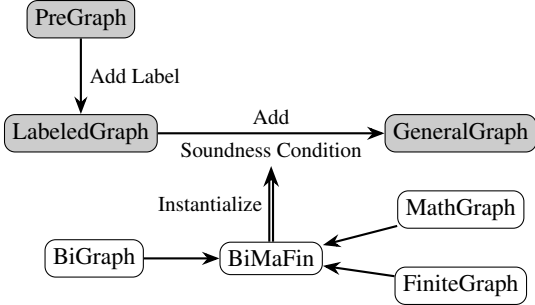 PreGraph
Add Label
LabeledGraph
Add
GeneralGraph
Soundness Condition
Instantialize
MathGraph
BiGraph
BiMaFin
FiniteGraph